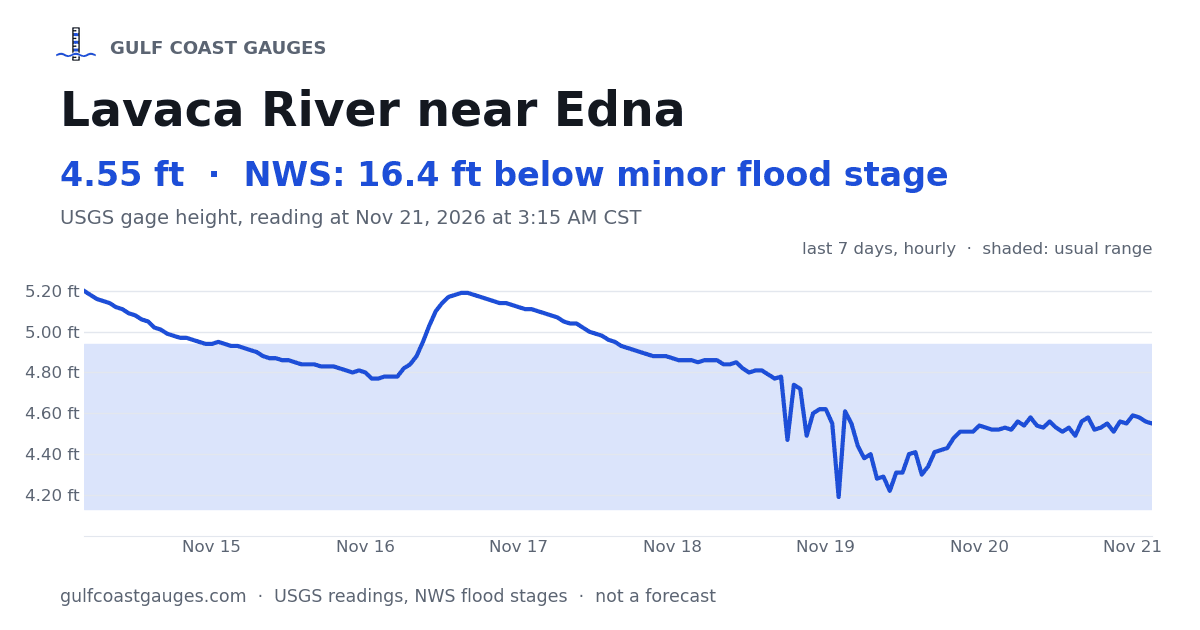 GULF COAST GAUGES
Lavaca River near Edna
4.55 ft · NWS: 16.4 ft below minor flood stage
USGS gage height, reading at Nov 21, 2026 at 3:15 AM CST
last 7 days, hourly · shaded: usual range
5.20 ft
5.00 ft
4.80 ft
4.60 ft
4.40 ft
4.20 ft
Nov 15 Nov 16 Nov 17 Nov 18 Nov 19 Nov 20 Nov 21
gulfcoastgauges.com · USGS readings, NWS flood stages · not a forecast